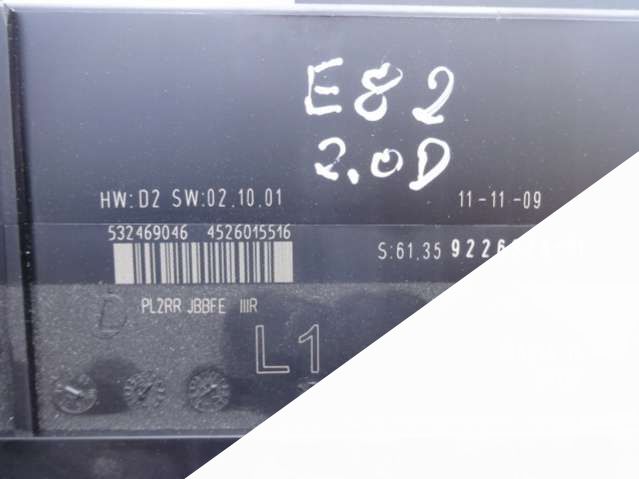 E82
2.0D
HW:D2 SW:02.10.01 11-11-09
532469046 4526015516
S:61.35
PL2RR JBBFE IIIR
L1